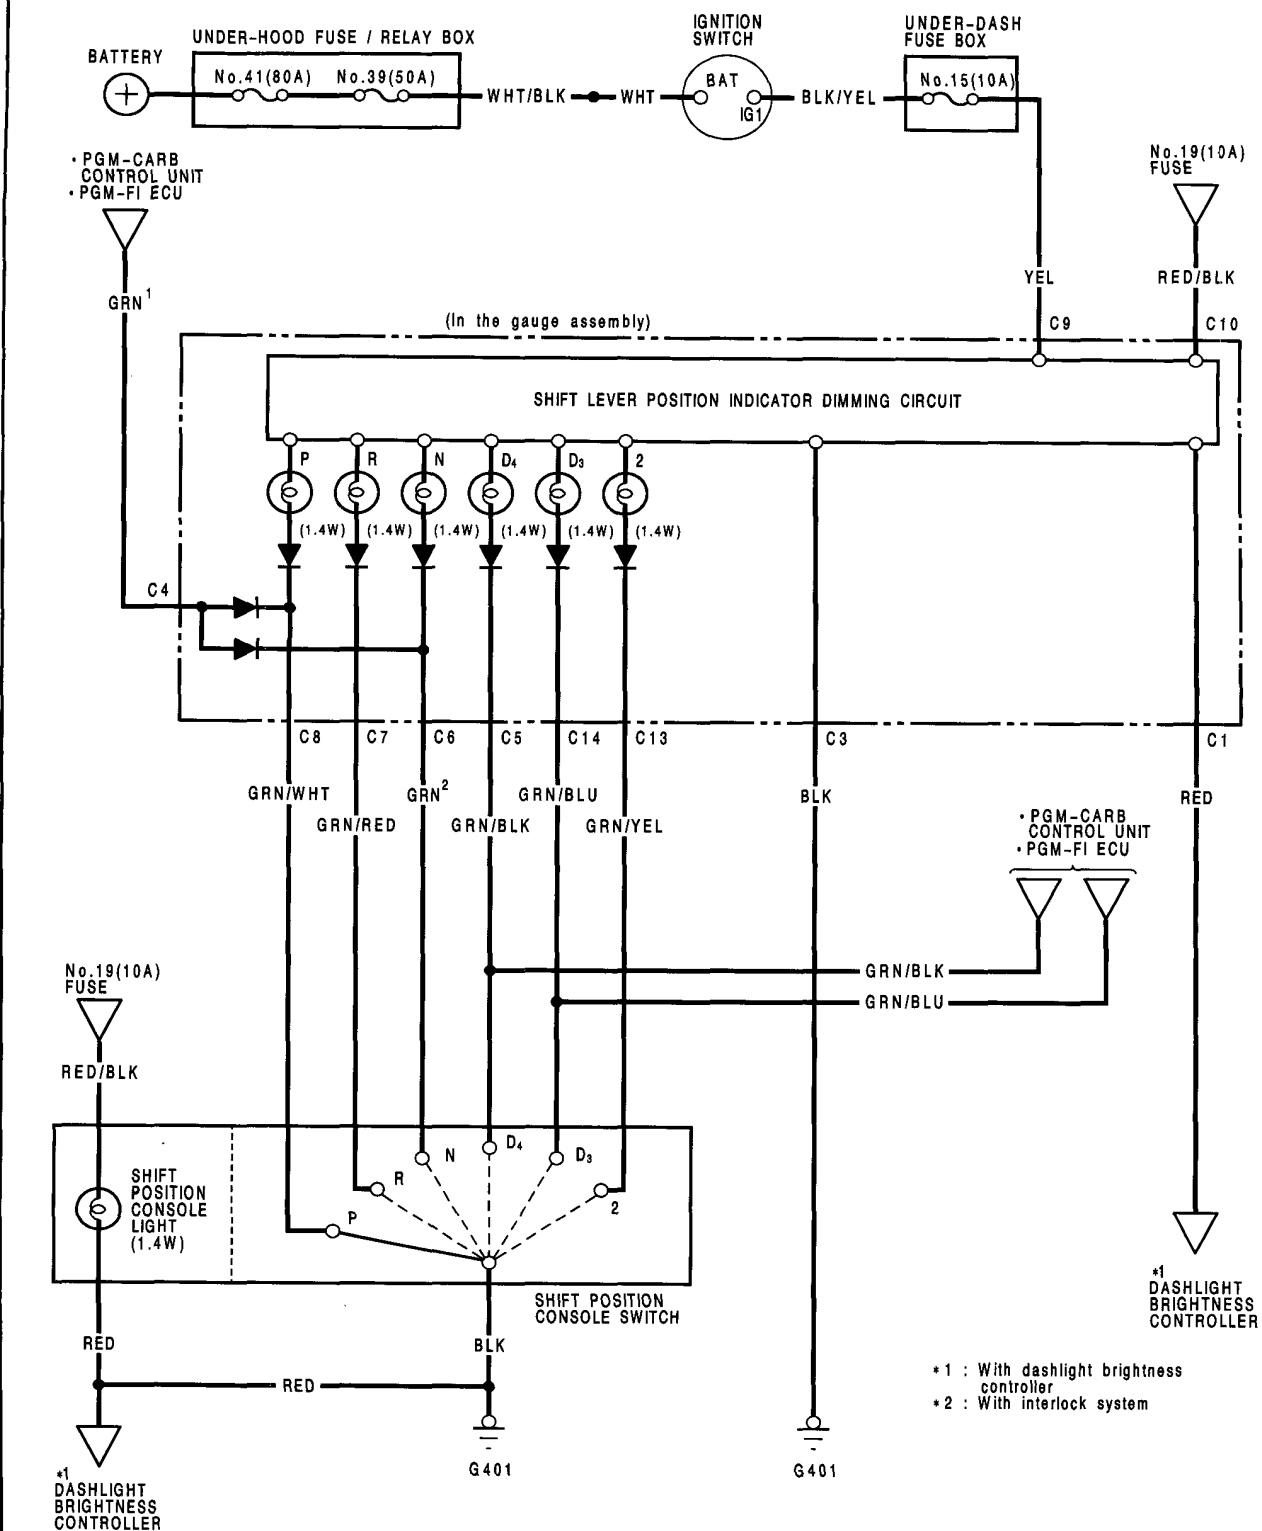 IGNITION
SWITCH
UNDER-DASH
FUSE BOX
UNDER-HOOD FUSE / RELAY BOX
BATTERY
No.41(80A)
No.39(50A)
WHT/BLK
WHT
BAT
IG1
BLK/YEL
No.15(10A)
• PGM-CARB
CONTROL UNIT
• PGM-FI ECU
No.19(10A)
FUSE
GRN1
YEL
RED/BLK
(In the gauge assembly)
C9
C10
SHIFT LEVER POSITION INDICATOR DIMMING CIRCUIT
P
R
N
D4
D3
2
(1.4W)
(1.4W)
(1.4W)
(1.4W)
(1.4W)
(1.4W)
C4
C8
C7
C6
C5
C14
C13
C3
C1
GRN/WHT
GRN2
GRN/BLU
BLK
RED
GRN/RED
GRN/BLK
GRN/YEL
• PGM-CARB
CONTROL UNIT
• PGM-FI ECU
GRN/BLK
GRN/BLU
No.19(10A)
FUSE
RED/BLK
SHIFT
POSITION
CONSOLE
LIGHT
(1.4W)
P
R
N
D4
D3
2
SHIFT POSITION
CONSOLE SWITCH
RED
BLK
RED
G401
G401
*1
DASHLIGHT
BRIGHTNESS
CONTROLLER
*1
DASHLIGHT
BRIGHTNESS
CONTROLLER
*1 : With dashlight brightness
controller
*2 : With interlock system